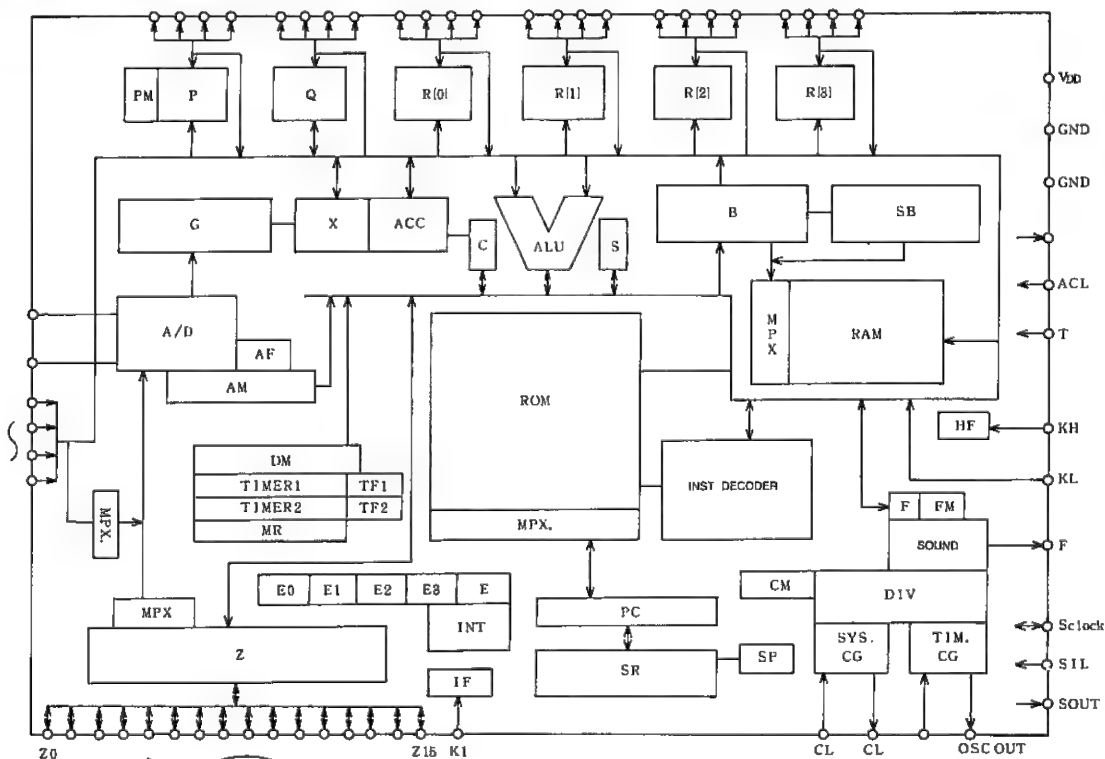 PM P Q R[0] R[1] R[2] R[3]
VDD
GND
GND
G X ACC C ALU S B SB
ACL
T
A/D AF AM
MPX RAM
ROM
HF KH
KL
DM
TIMER1 TF1
TIMER2 TF2
MR
MPX.
MPX.
INST DECODER
F FM
SOUND F
E0 E1 E2 E3 E
INT
CM DIV
MPX
Z
PC
SR SP
SYS. CG
TIM. CG
Sclock
SIL
SOUT
IF
Z0 Z15 K1 CL CL OSCOUT